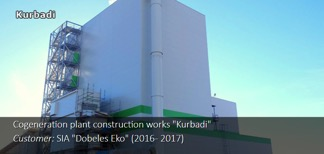 Kurbadi
Cogeneration plant construction works "Kurbadi"
Customer: SIA "Dobeles Eko" (2016- 2017)